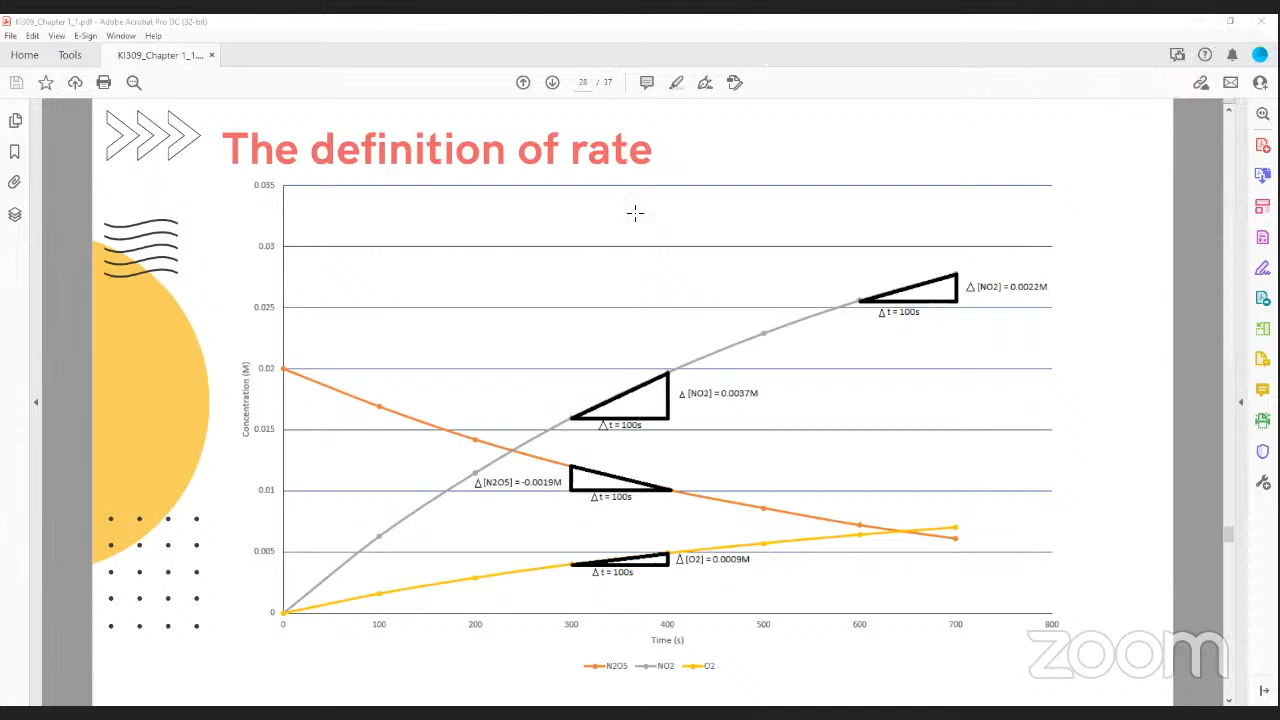 Ki309_Chapter 1_1.pdf - Adobe Acrobat Pro DC (32-bit)
File Edit View E-Sign Window Help
Home Tools Ki309_Chapter 1_1.... ×
28 / 37
The definition of rate
0.035
0.03
0.025
0.02
0.015
0.01
0.005
0
Concentration (M)
Δ [NO2] = 0.0022M
Δ t = 100s
Δ [NO2] = 0.0037M
Δ t = 100s
Δ [N2O5] = -0.0019M
Δ t = 100s
Δ [O2] = 0.0009M
Δ t = 100s
0 100 200 300 400 500 600 700 800
Time (s)
N2O5 NO2 O2
zoom